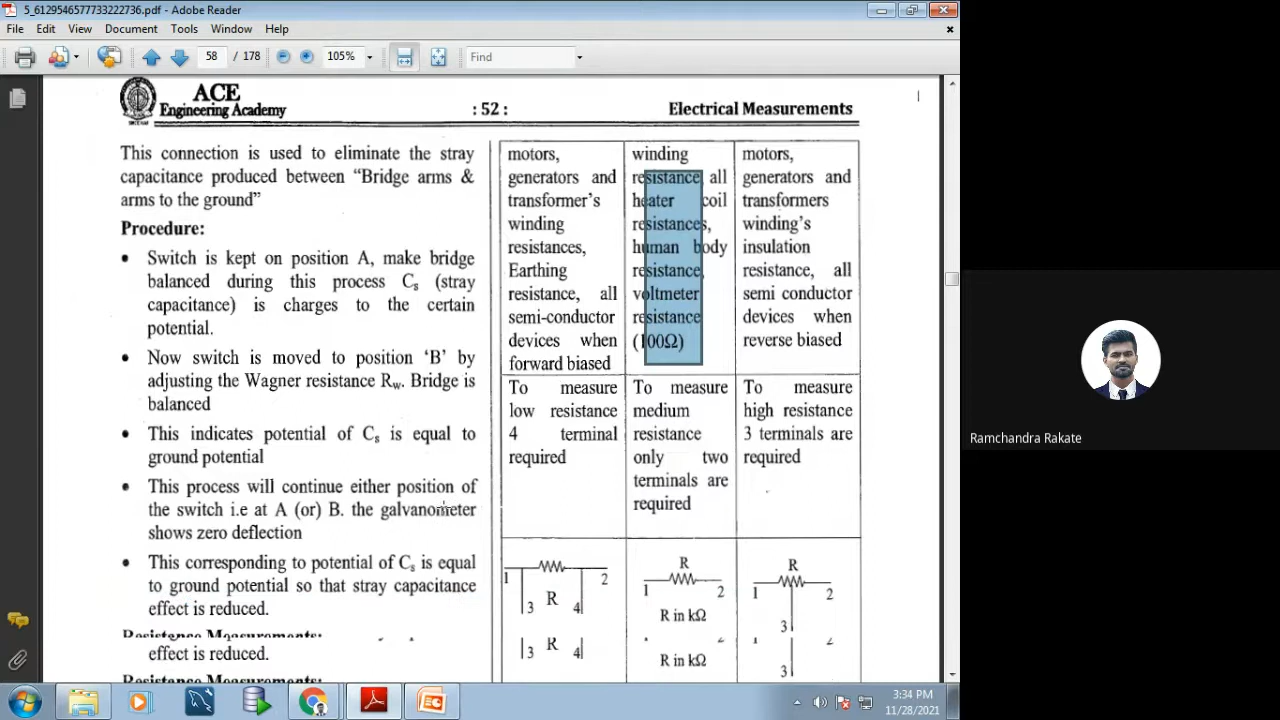 5_6129546577733222736.pdf - Adobe Reader
File Edit View Document Tools Window Help
58 / 178 105% Find
ACE
Engineering Academy
: 52 :
Electrical Measurements
This connection is used to eliminate the stray
capacitance produced between “Bridge arms &
arms to the ground”
Procedure:
• Switch is kept on position A, make bridge
balanced during this process Cs (stray
capacitance) is charges to the certain
potential.
• Now switch is moved to position ‘B’ by
adjusting the Wagner resistance Rw. Bridge is
balanced
• This indicates potential of Cs is equal to
ground potential
• This process will continue either position of
the switch i.e at A (or) B. the galvanometer
shows zero deflection
• This corresponding to potential of Cs is equal
to ground potential so that stray capacitance
effect is reduced.
Resistance Measurements:
effect is reduced.
Resistance Measurements:
motors,
generators and
transformer’s
winding
resistances,
Earthing
resistance, all
semi-conductor
devices when
forward biased
winding
resistance all
heater coil
resistances,
human body
resistance,
voltmeter
resistance
(100Ω)
motors,
generators and
transformers
winding’s
insulation
resistance, all
semi conductor
devices when
reverse biased
To measure
low resistance
4 terminal
required
To measure
medium
resistance
only two
terminals are
required
To measure
high resistance
3 terminals are
required
1 2
3 R 4
3 R 4
R
1 2
R in kΩ
R in kΩ
R
1 2
3
3
Ramchandra Rakate
3:34 PM
11/28/2021